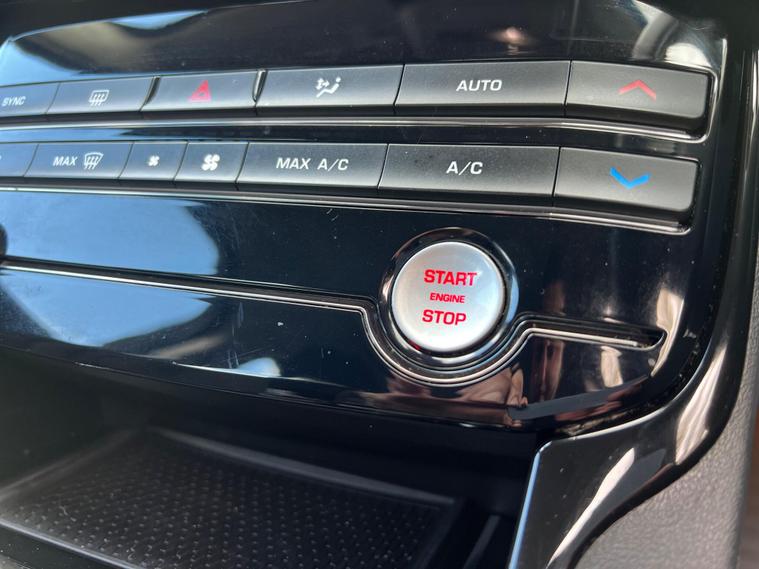 SYNC
AUTO
MAX
MAX A/C
A/C
START
ENGINE
STOP